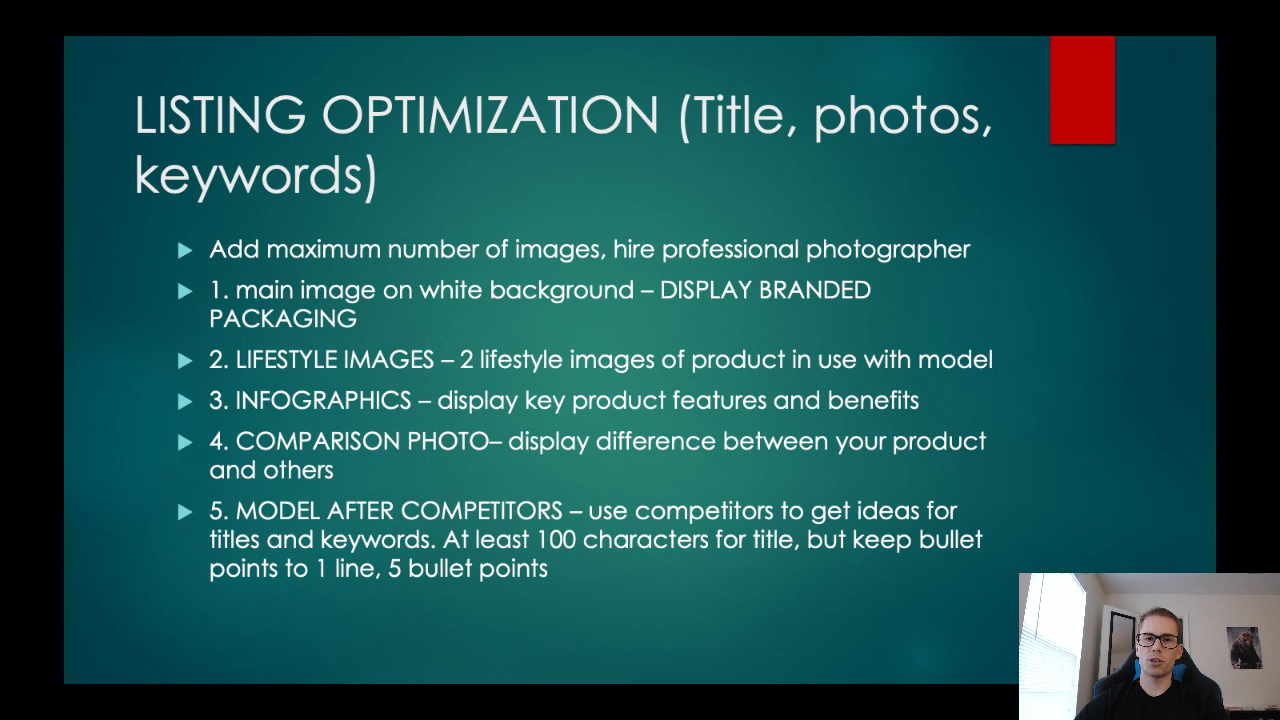 LISTING OPTIMIZATION (Title, photos,
keywords)
Add maximum number of images, hire professional photographer
1. main image on white background – DISPLAY BRANDED
PACKAGING
2. LIFESTYLE IMAGES – 2 lifestyle images of product in use with model
3. INFOGRAPHICS – display key product features and benefits
4. COMPARISON PHOTO– display difference between your product
and others
5. MODEL AFTER COMPETITORS – use competitors to get ideas for
titles and keywords. At least 100 characters for title, but keep bullet
points to 1 line, 5 bullet points